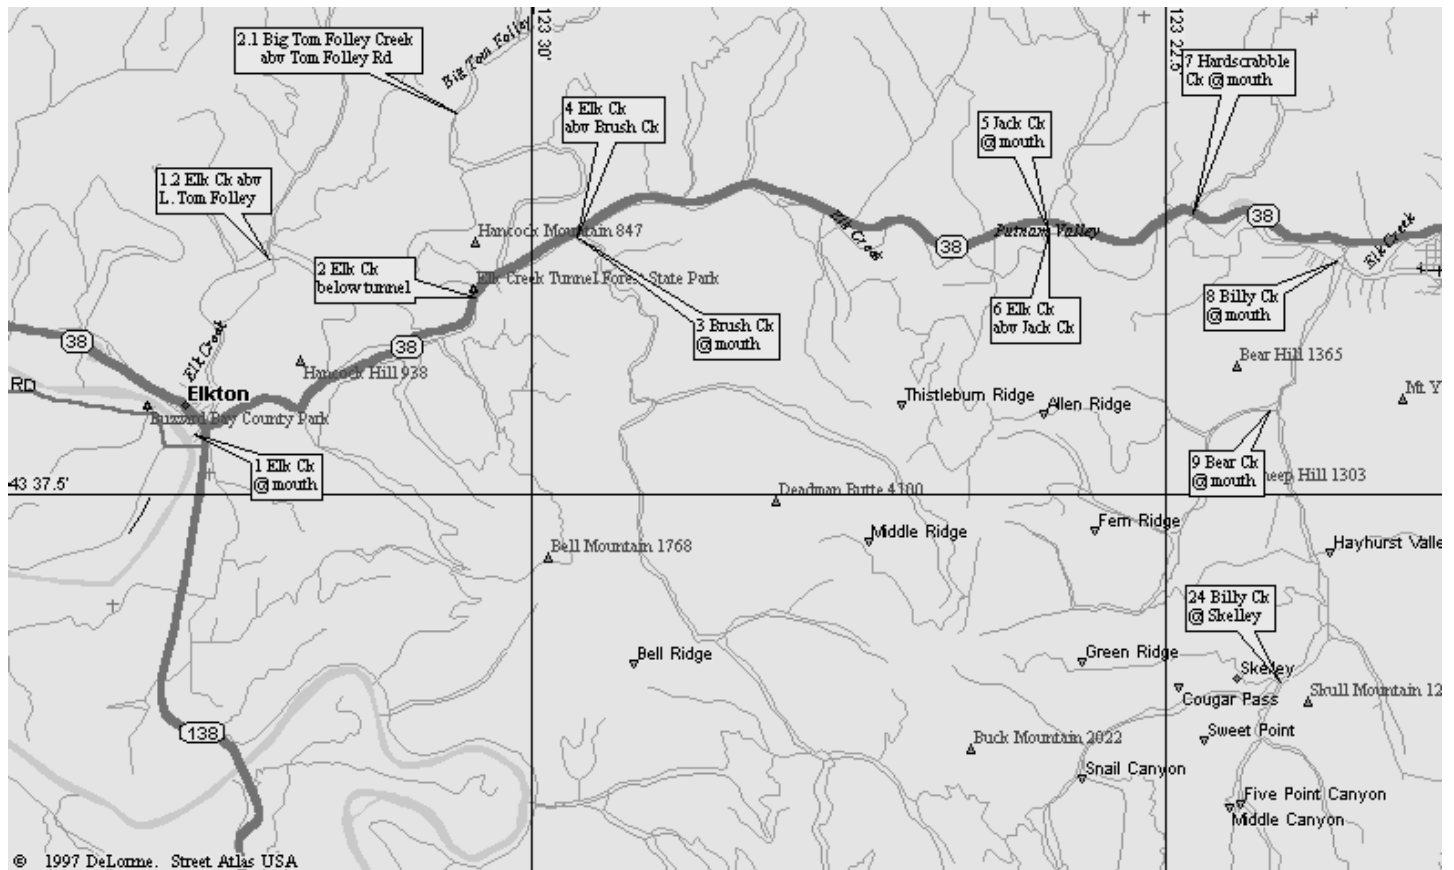 2.1 Big Tom Folley Creek
abv Tom Folley Rd
Big Tom Folley
123 30'
123 22.5'
7 Hardscrabble
Ck @ mouth
4 Elk Ck
abv Brush Ck
5 Jack Ck
@ mouth
1.2 Elk Ck abv
L. Tom Folley
Hancock Mountain 847
Elk Creek
38
Putnam Valley
38
Elk Creek
2 Elk Ck
below tunnel
Elk Creek Tunnel Forest State Park
8 Billy Ck
@ mouth
6 Elk Ck
abv Jack Ck
3 Brush Ck
@ mouth
38
38
Elk Creek
Bear Hill 1365
Hancock Hill 938
RD
Elkton
Mt Y
Thistleburn Ridge
Allen Ridge
Buzzard Bay County Park
1 Elk Ck
@ mouth
9 Bear Ck
@ mouth
heep Hill 1303
43 37.5'
Deadman Butte 4100
Middle Ridge
Fern Ridge
Hayhurst Valle
Bell Mountain 1768
24 Billy Ck
@ Skelley
Bell Ridge
Green Ridge
Skelley
Cougar Pass
Skull Mountain 12
138
Buck Mountain 2022
Sweet Point
Snail Canyon
Five Point Canyon
Middle Canyon
© 1997 DeLorme. Street Atlas USA